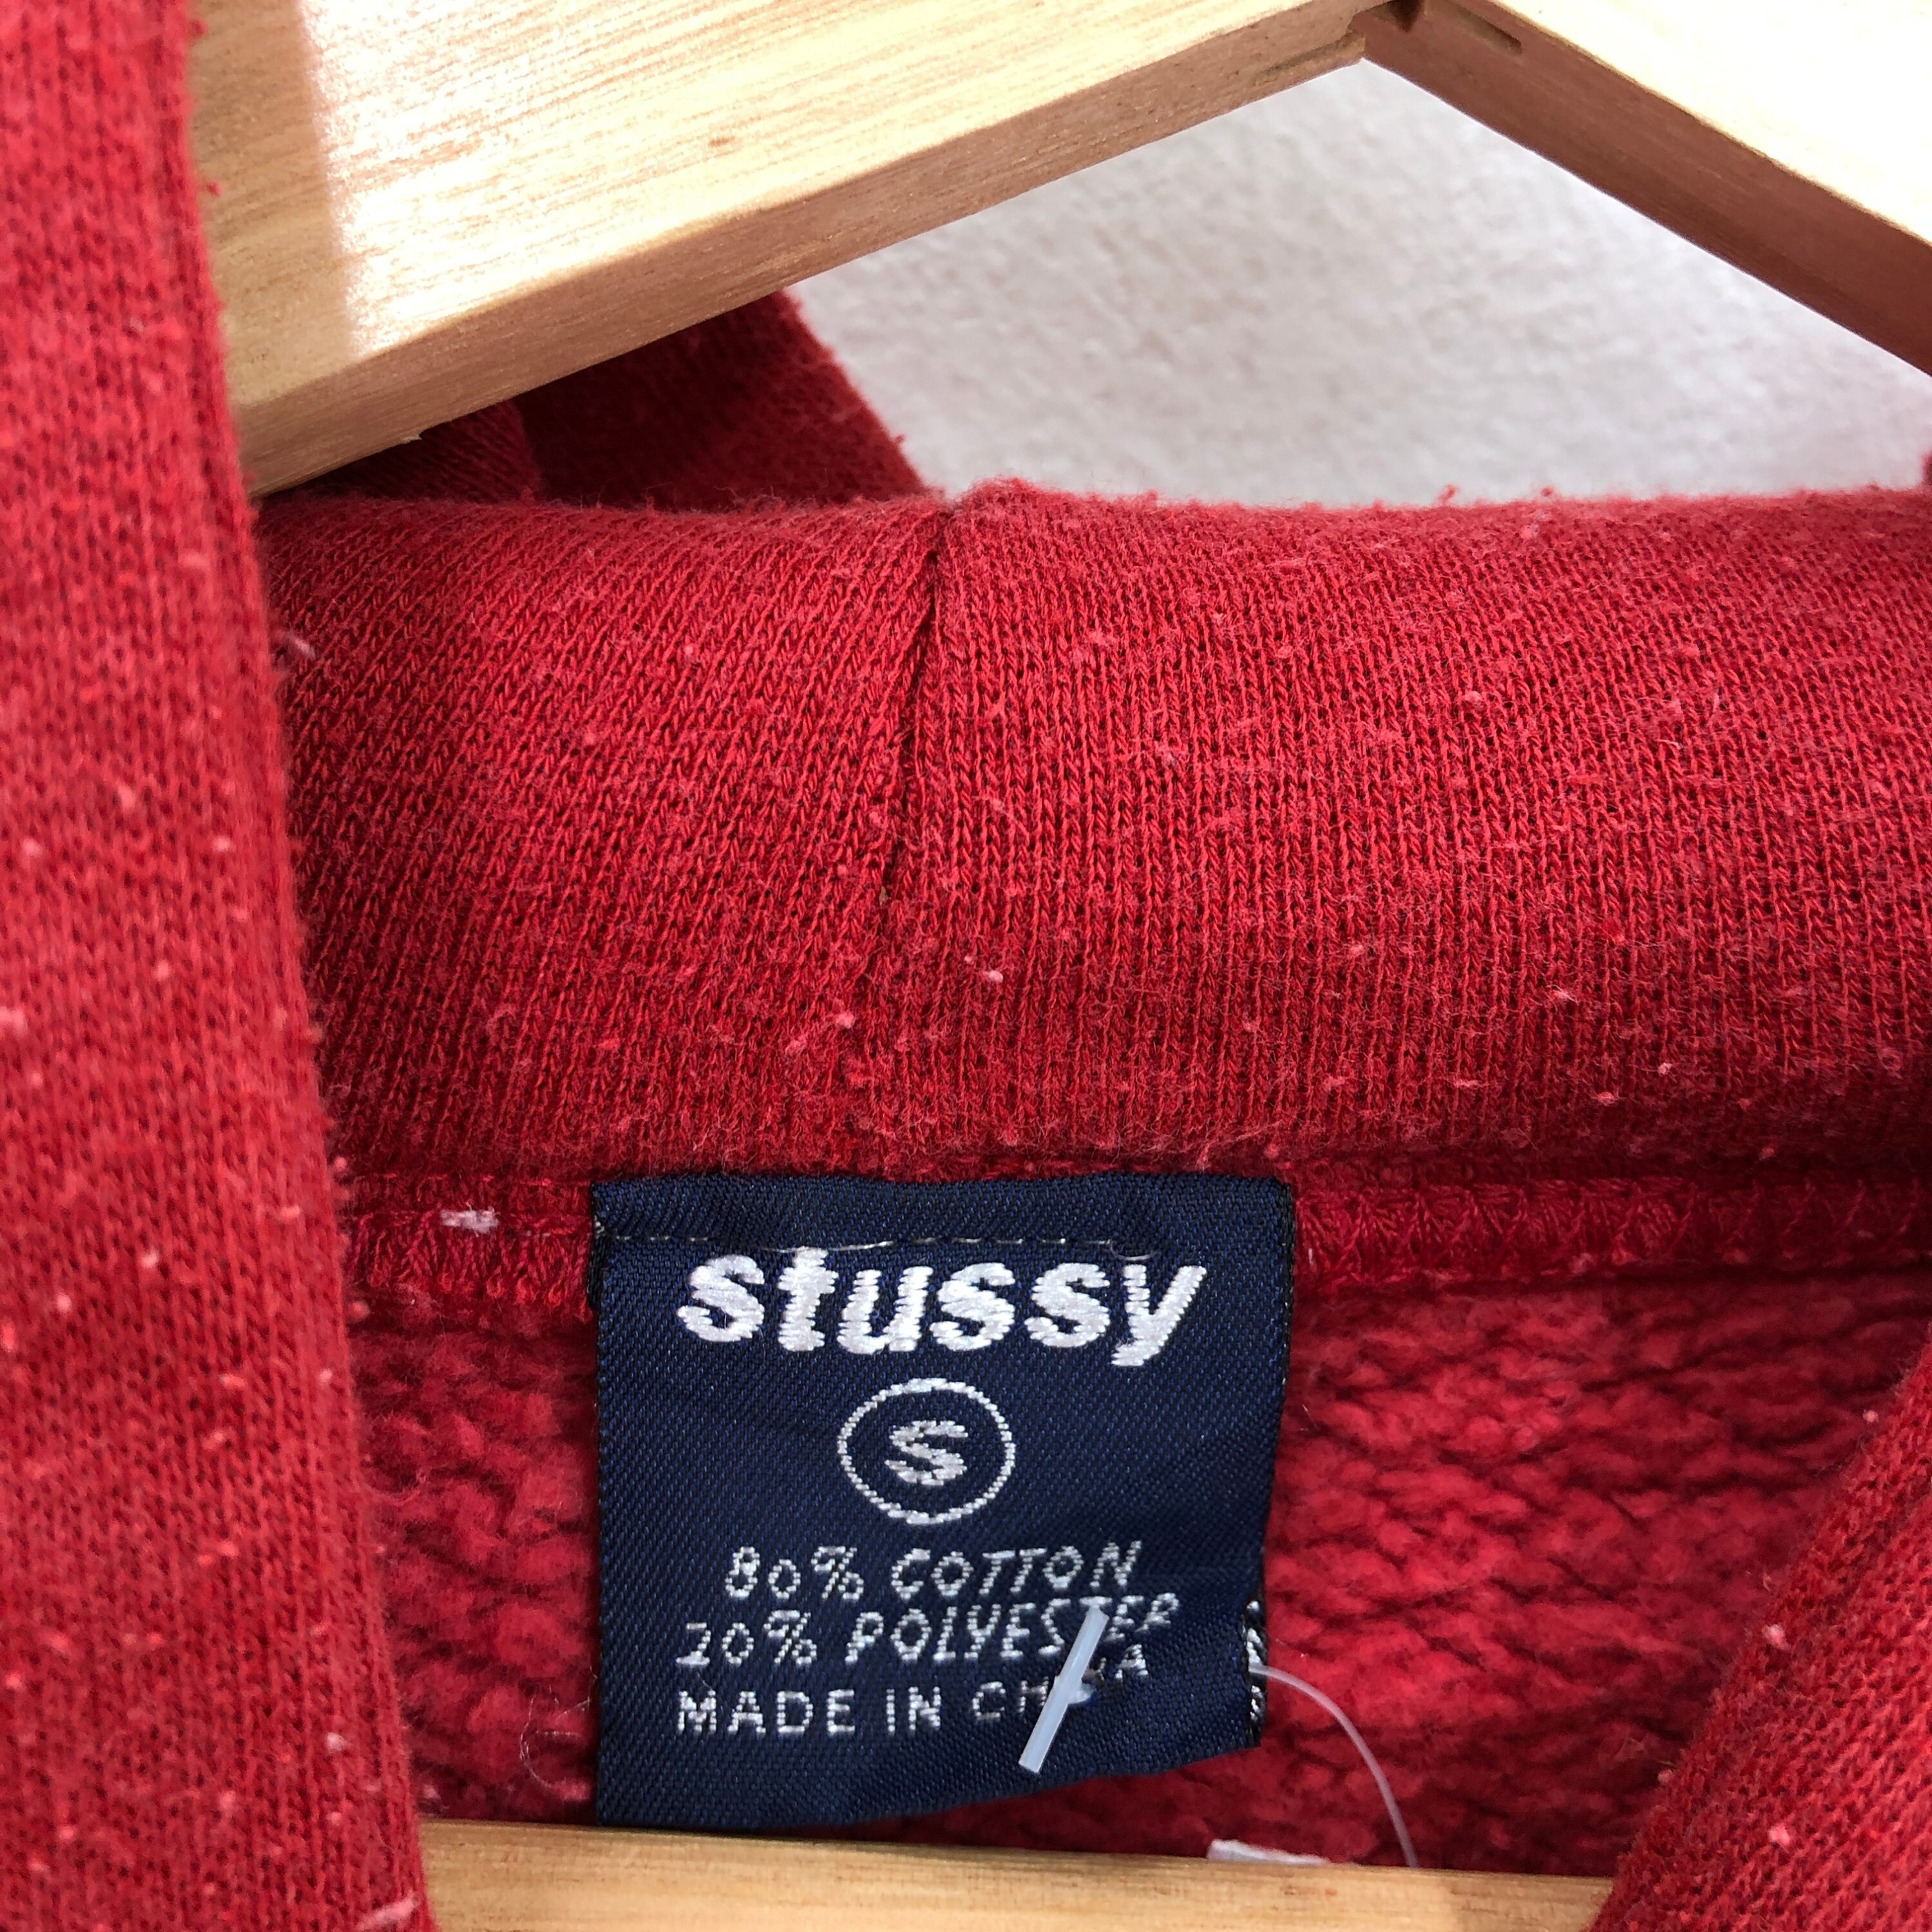 stussy
S
80% COTTON
20% POLYESTER
MADE IN CHINA